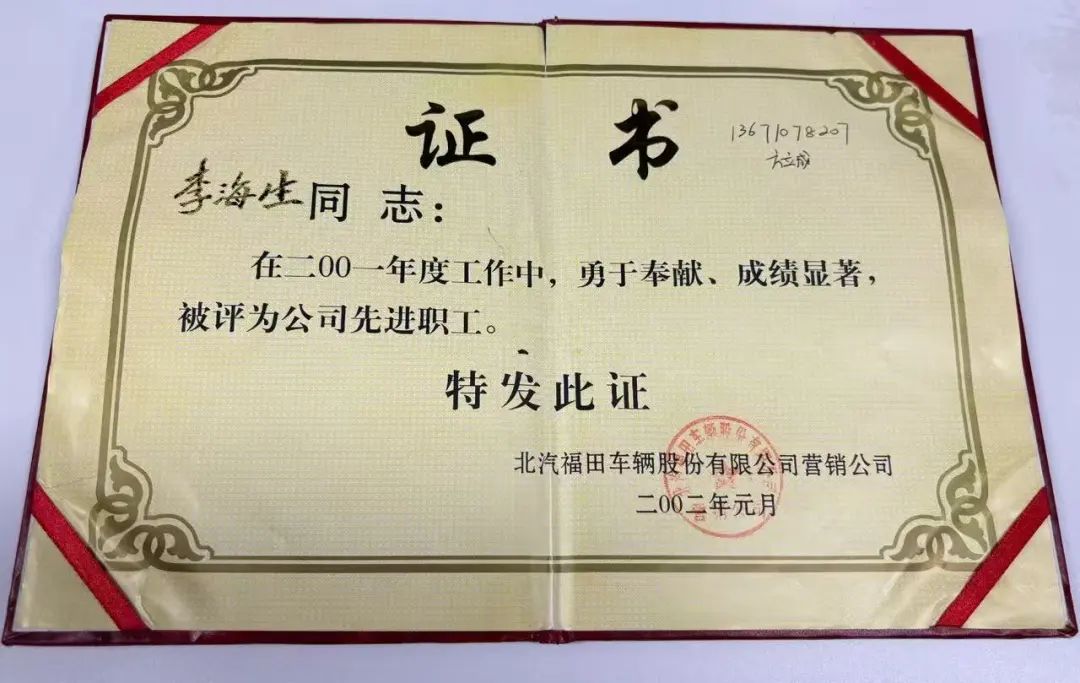 证书
13671078207
李海生同 志：
在二00一年度工作中，勇于奉献、成绩显著，
被评为公司先进职工。
特发此证
北汽福田车辆股份有限公司营销公司
二00二年元月